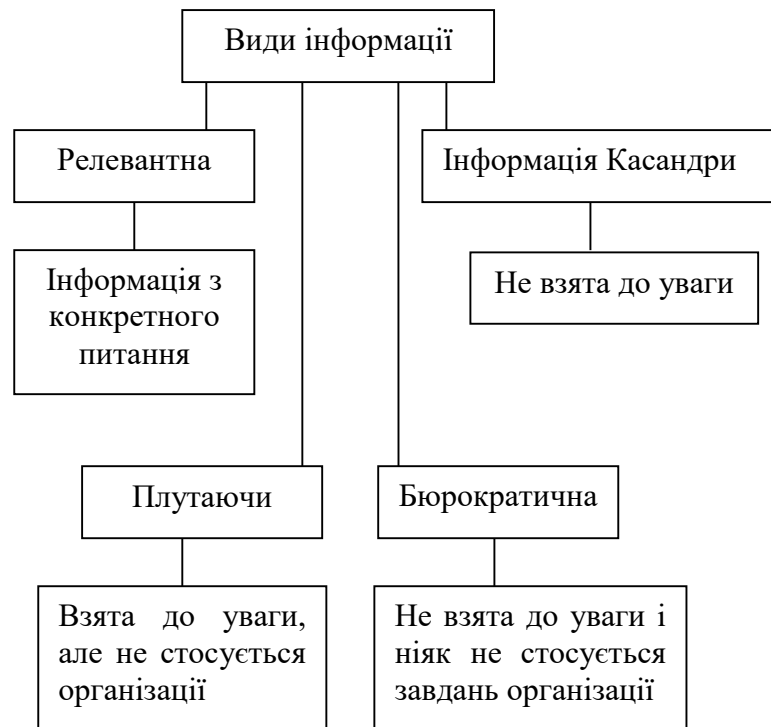 Види інформації
Релевантна
Інформація Касандри
Інформація з
конкретного
питання
Не взята до уваги
Плутаючи
Бюрократична
Взята до уваги,
але не стосується
організації
Не взята до уваги і
ніяк не стосується
завдань організації